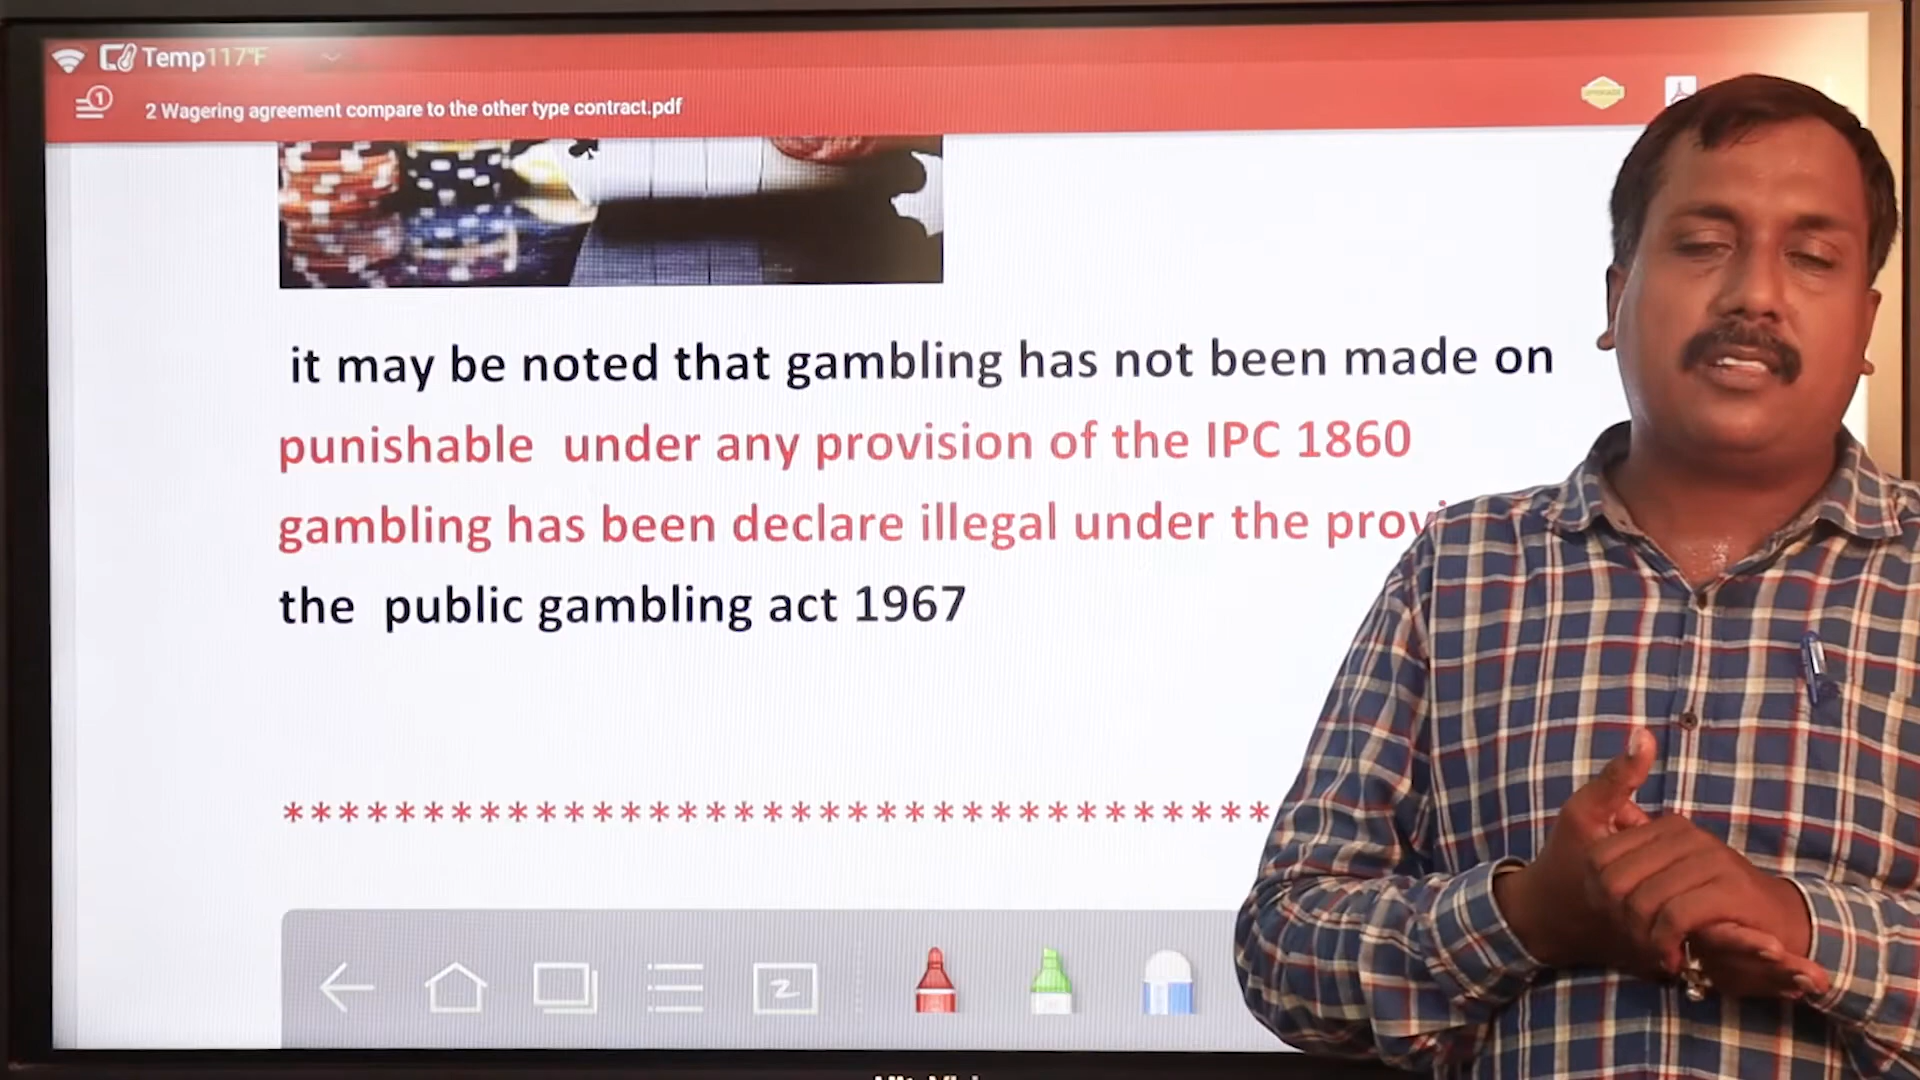 Temp117°F
1
2 Wagering agreement compare to the other type contract.pdf
it may be noted that gambling has not been made on
punishable under any provision of the IPC 1860
gambling has been declare illegal under the
the public gambling act 1967
***********************************